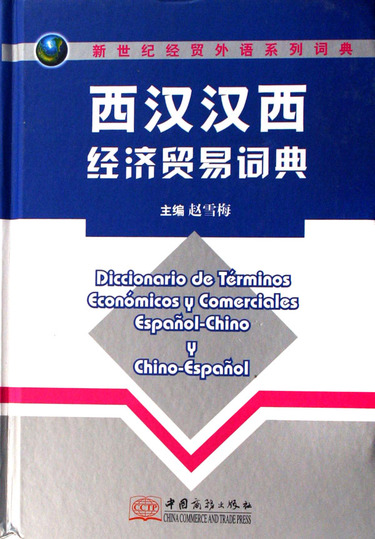 新世纪经贸外语系列词典
西汉汉西
经济贸易词典
主编 赵雪梅
Diccionario de Términos
Económicos y Comerciales
Español-Chino
y
Chino-Español
CCTP
中国商务出版社
CHINA COMMERCE AND TRADE PRESS